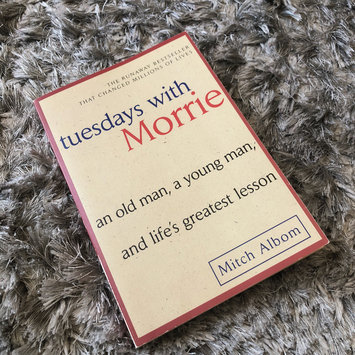 THE RUNAWAY BESTSELLER
THAT CHANGED MILLIONS OF LIVES
tuesdays with
Morrie
an old man, a young man,
and life's greatest lesson
Mitch Albom